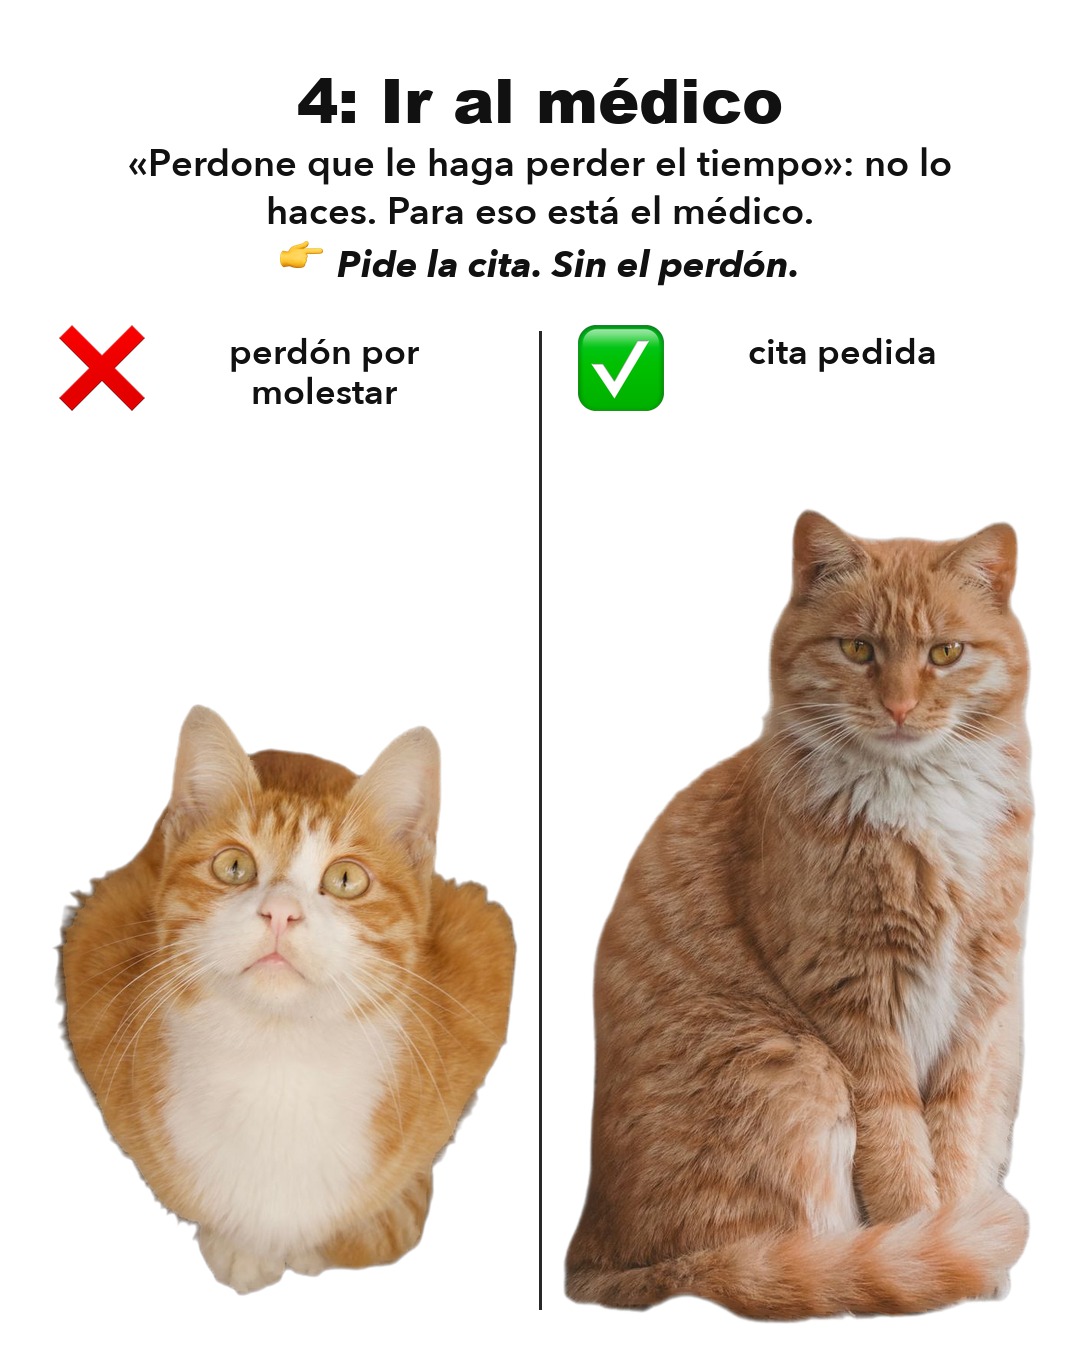 4: Ir al médico
«Perdone que le haga perder el tiempo»: no lo
haces. Para eso está el médico.
👉 Pide la cita. Sin el perdón.
❌ perdón por
molestar
✅ cita pedida